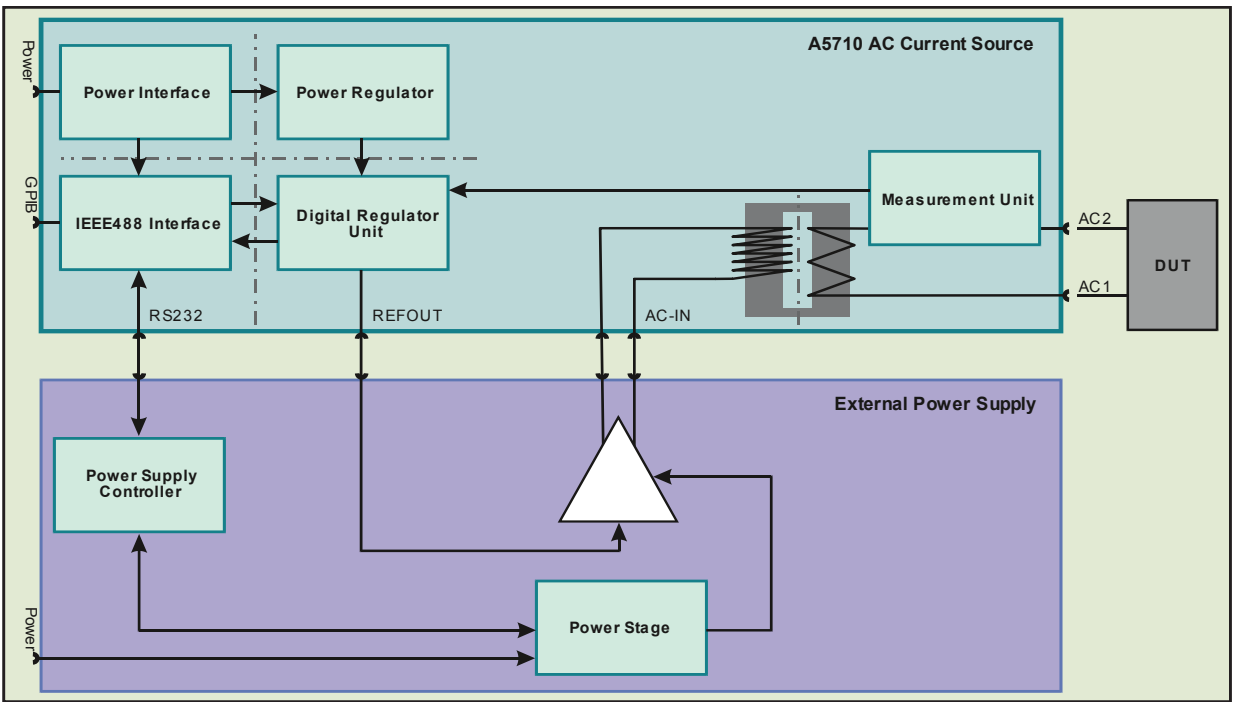 A5710 AC Current Source
Power
Power Interface
Power Regulator
GPIB
IEEE488 Interface
Digital Regulator
Unit
Measurement Unit
AC2
DUT
AC1
RS232
REFOUT
AC-IN
External Power Supply
Power Supply
Controller
Power
Power Stage